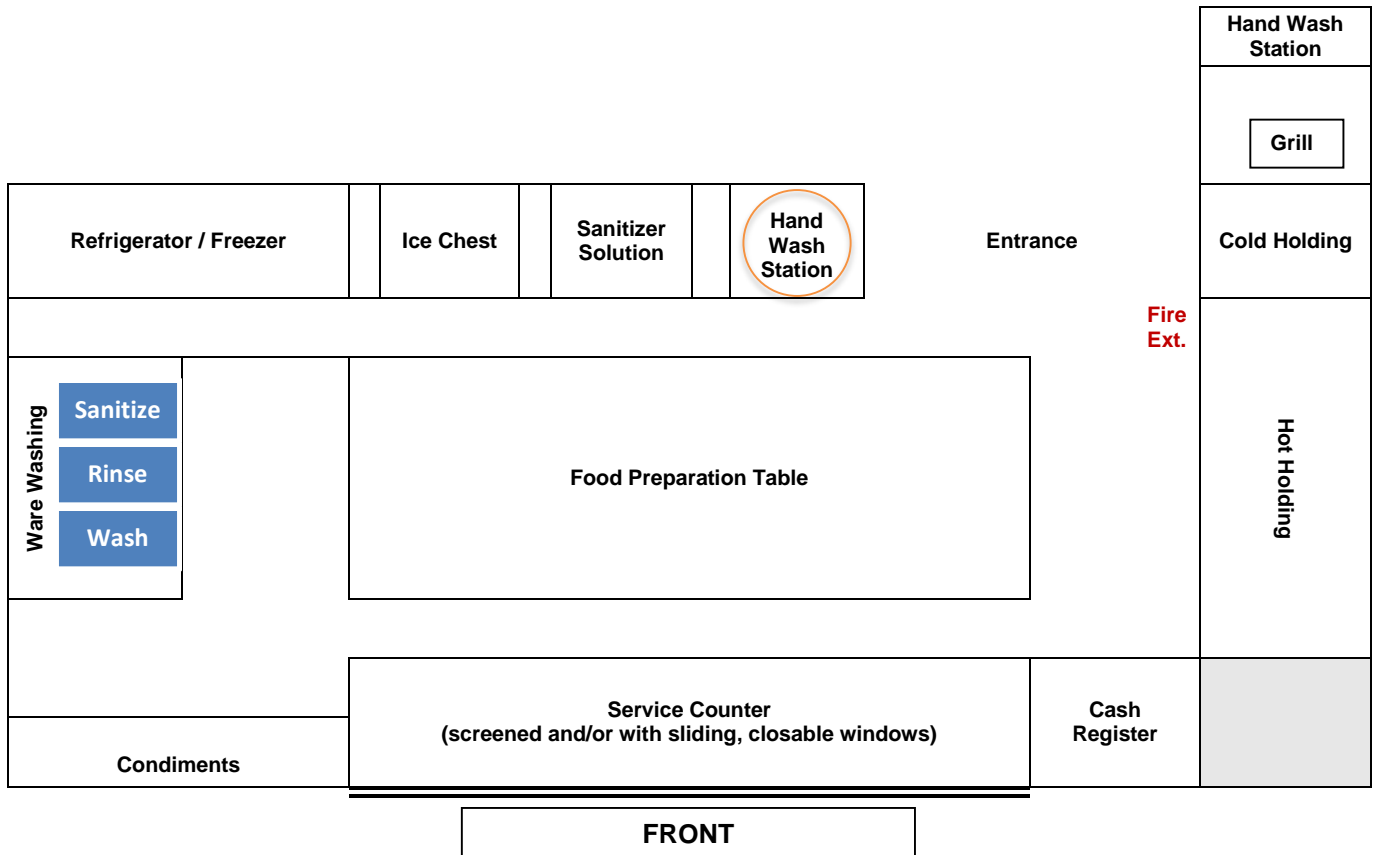 Hand Wash
Station
Grill
Refrigerator / Freezer
Ice Chest
Sanitizer
Solution
Hand
Wash
Station
Entrance
Cold Holding
Fire
Ext.
Ware Washing
Sanitize
Rinse
Wash
Food Preparation Table
Hot Holding
Service Counter
(screened and/or with sliding, closable windows)
Cash
Register
Condiments
FRONT